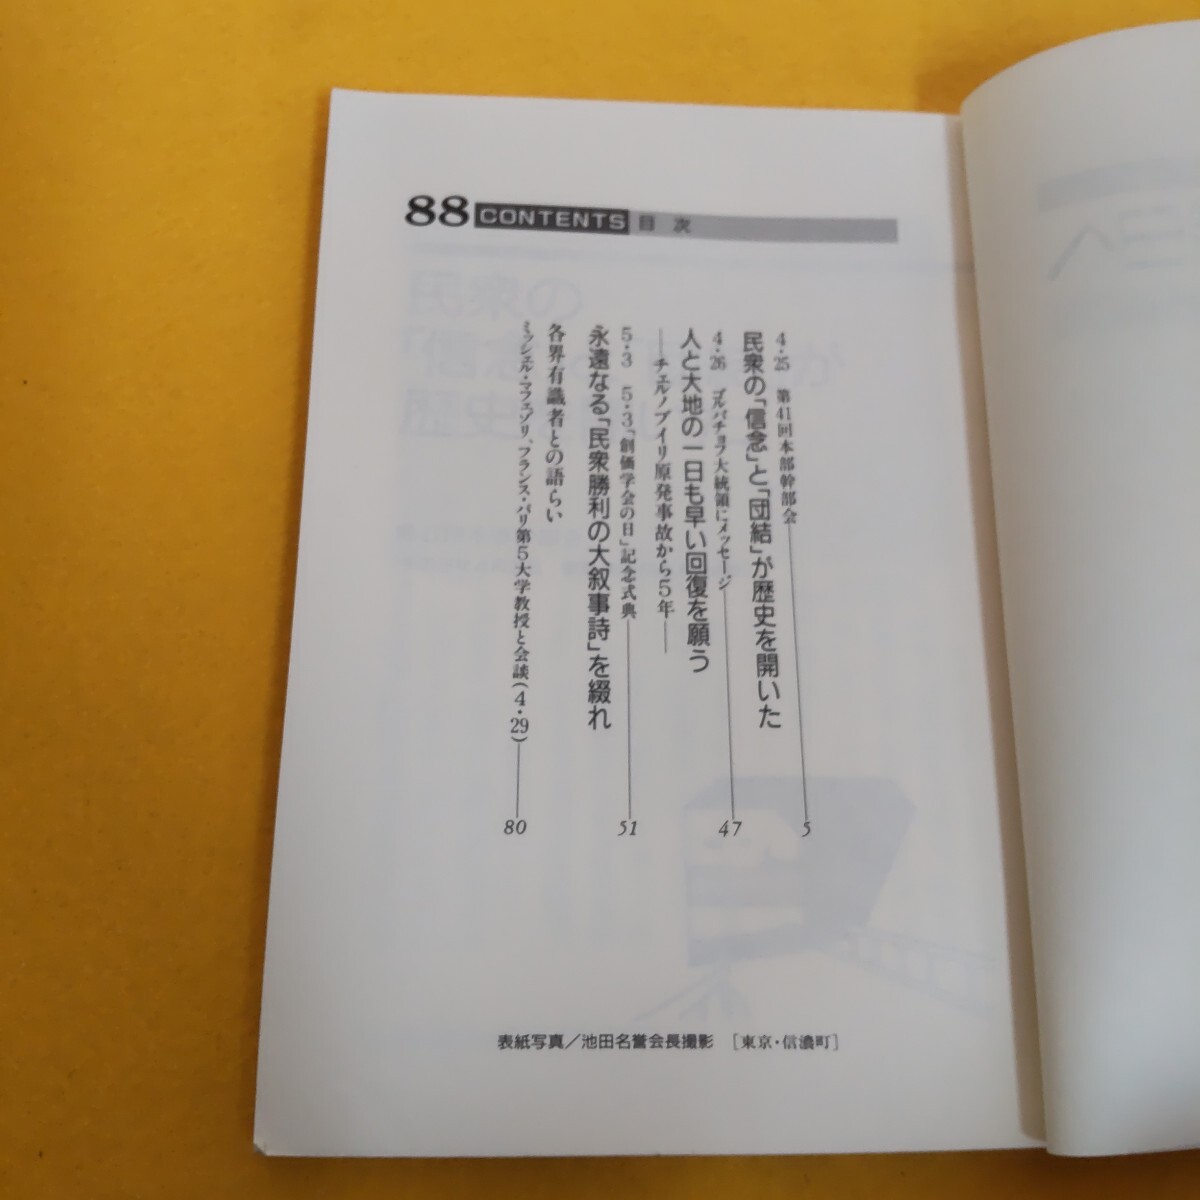 88 CONTENTS 目次
4・25 第41回本部幹部会
民衆の「信念」と「団結」が歴史を開いた
5
4・26 ゴルバチョフ大統領にメッセージ
人と大地の一日も早い回復を願う
―チェルノブイリ原発事故から5年―
47
5・3 5・3「創価学会の日」記念式典
永遠なる「民衆勝利の大叙事詩」を綴れ
51
各界有識者との語らい
ミッシェル・マフェゾリ、フランス・パリ第5大学教授と会談(4・29)
80
表紙写真/池田名誉会長撮影 [東京・信濃町]